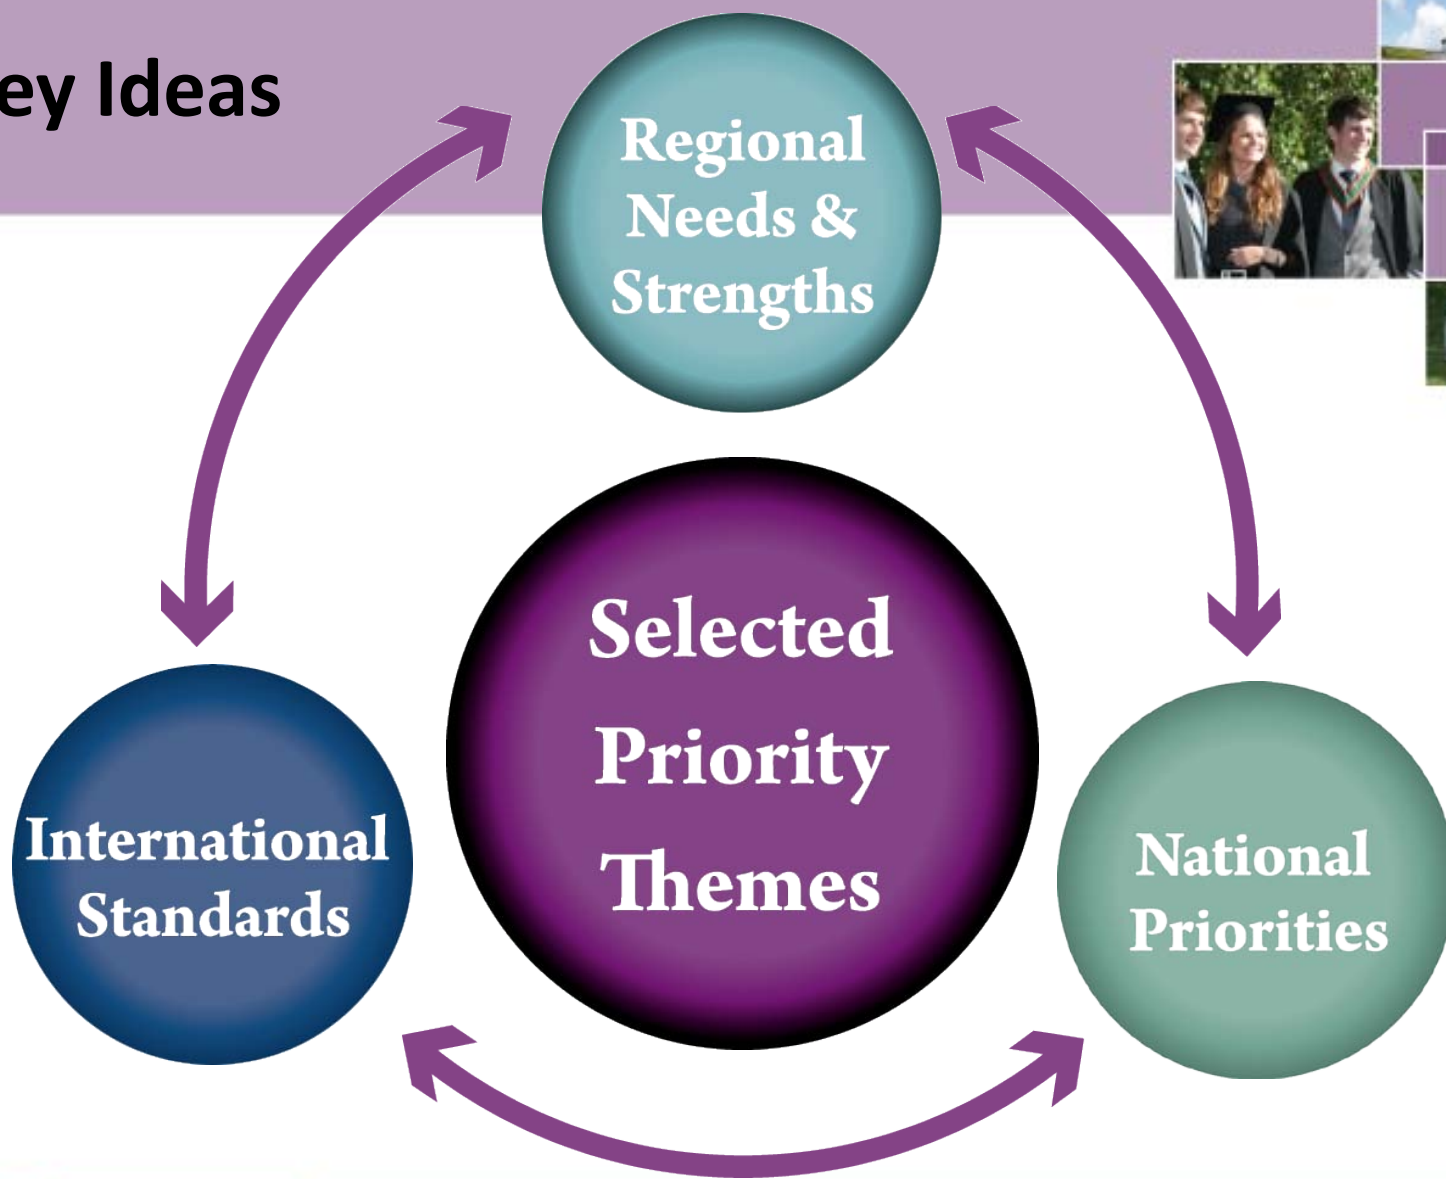 ey Ideas
Regional
Needs &
Strengths
Selected
Priority
Themes
International
Standards
National
Priorities